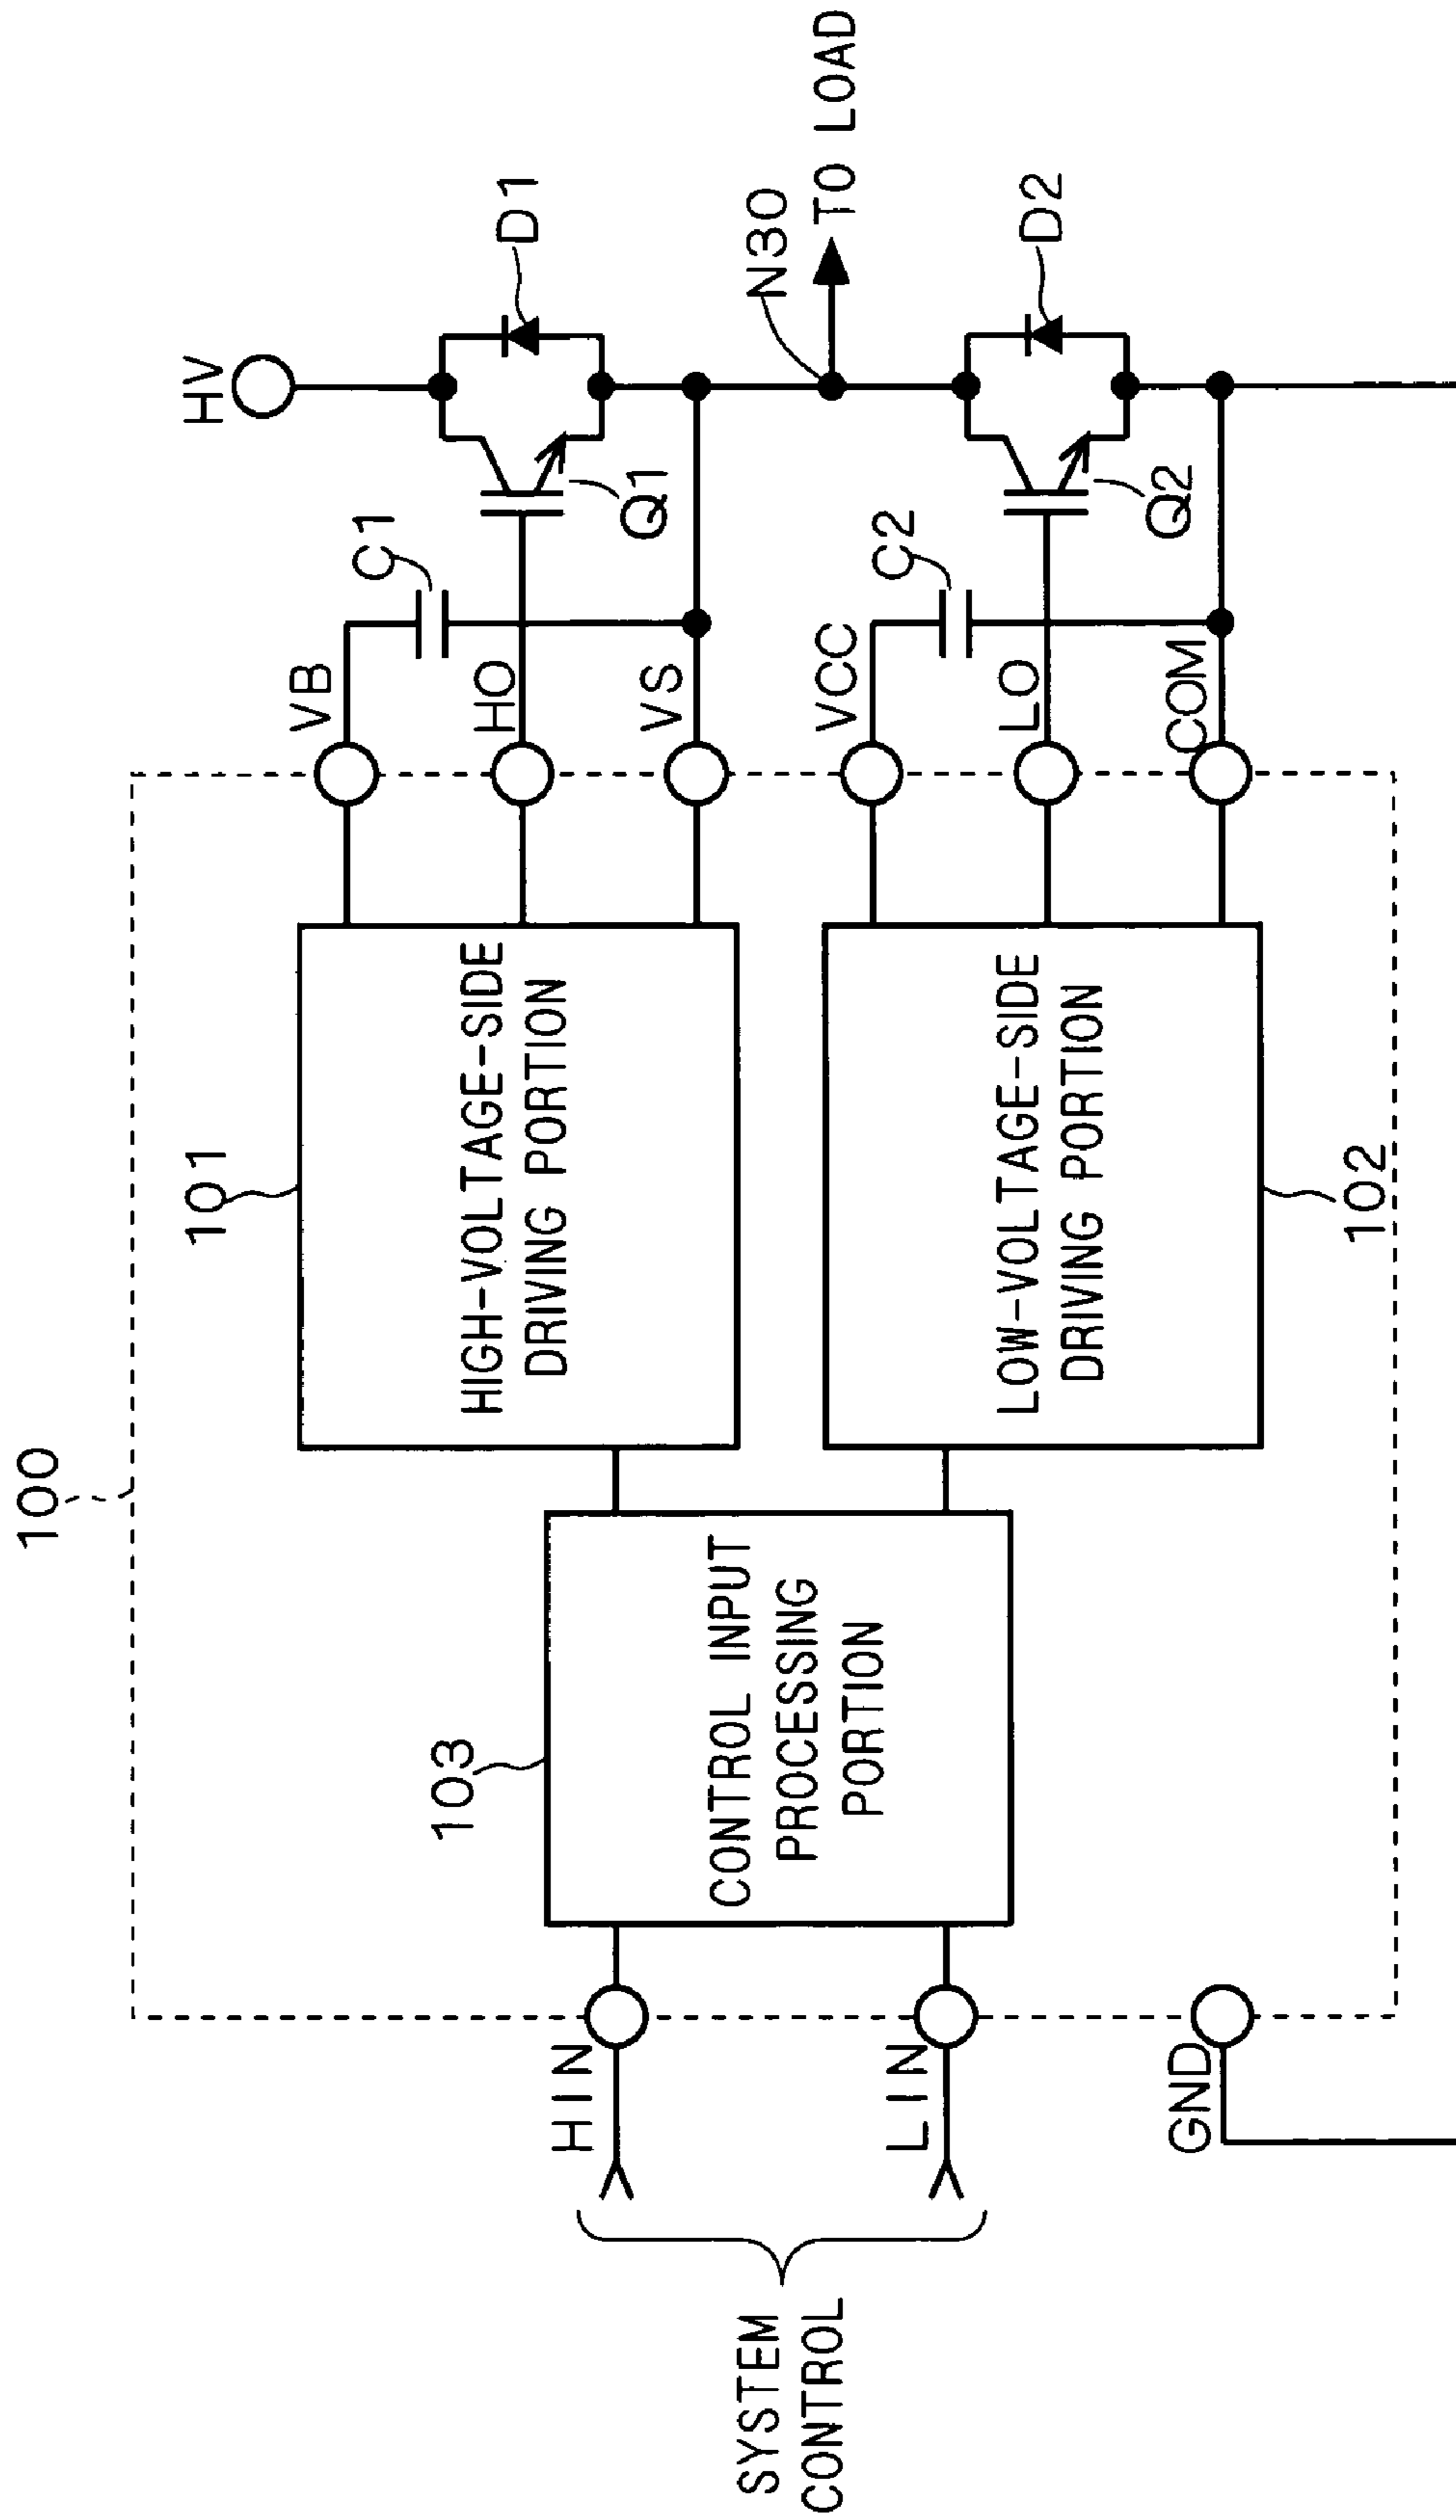 100
101
HV
VB
C1
D1
HIGH-VOLTAGE-SIDE
DRIVING PORTION
HO
Q1
103
VS
N30
HIN
TO LOAD
CONTROL INPUT
PROCESSING
PORTION
SYSTEM
CONTROL
VCC
C2
D2
LIN
LOW-VOLTAGE-SIDE
DRIVING PORTION
LO
Q2
GND
COM
102